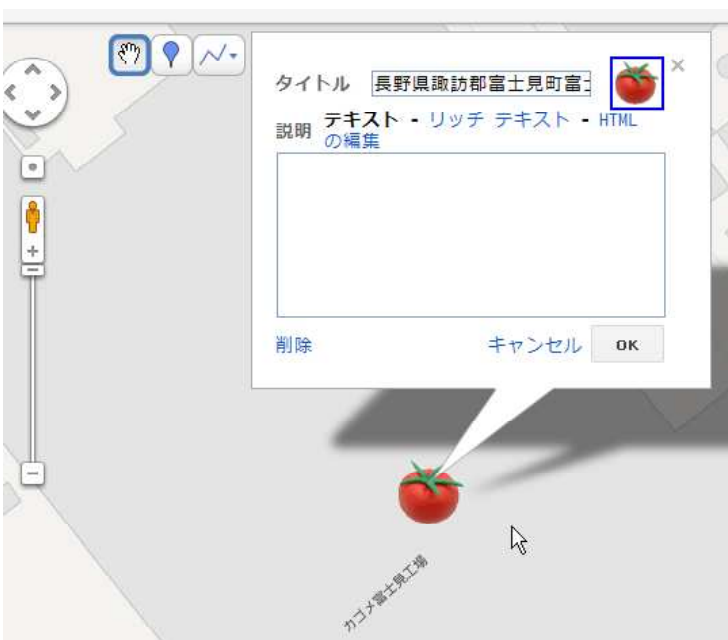 タイトル 長野県諏訪郡富士見町富士
説明 テキスト - リッチ テキスト - HTML
の編集
削除 キャンセル OK
カゴメ富士見工場